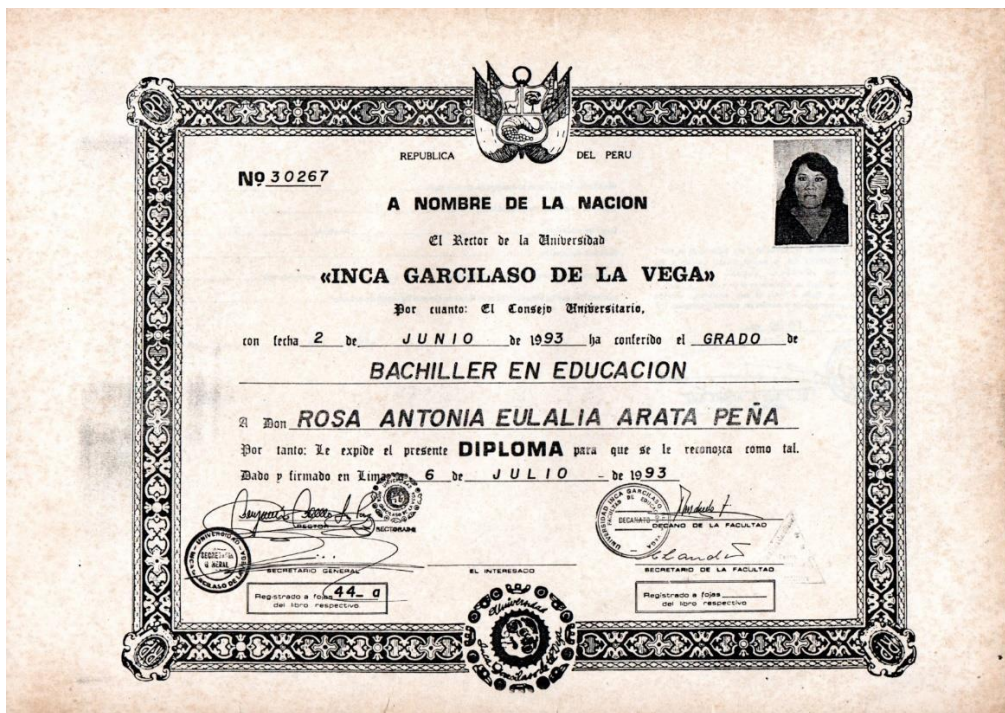 REPUBLICA DEL PERU
Nº 30267
A NOMBRE DE LA NACION
El Rector de la Universidad
«INCA GARCILASO DE LA VEGA»
Por cuanto: El Consejo Universitario,
con fecha 2 de JUNIO de 1993 ha conferido el GRADO de
BACHILLER EN EDUCACION
A Don ROSA ANTONIA EULALIA ARATA PEÑA
Por tanto: Le expide el presente DIPLOMA para que se le reconozca como tal.
Dado y firmado en Lima 6 de JULIO - de 1993
RECTOR
RECTORADO
DECANATO
DECANO DE LA FACULTAD
SECRETARIO GENERAL
EL INTERESADO
SECRETARIO DE LA FACULTAD
Registrado a fojas 44_a
del libro respectivo
Registrado a fojas
del libro respectivo